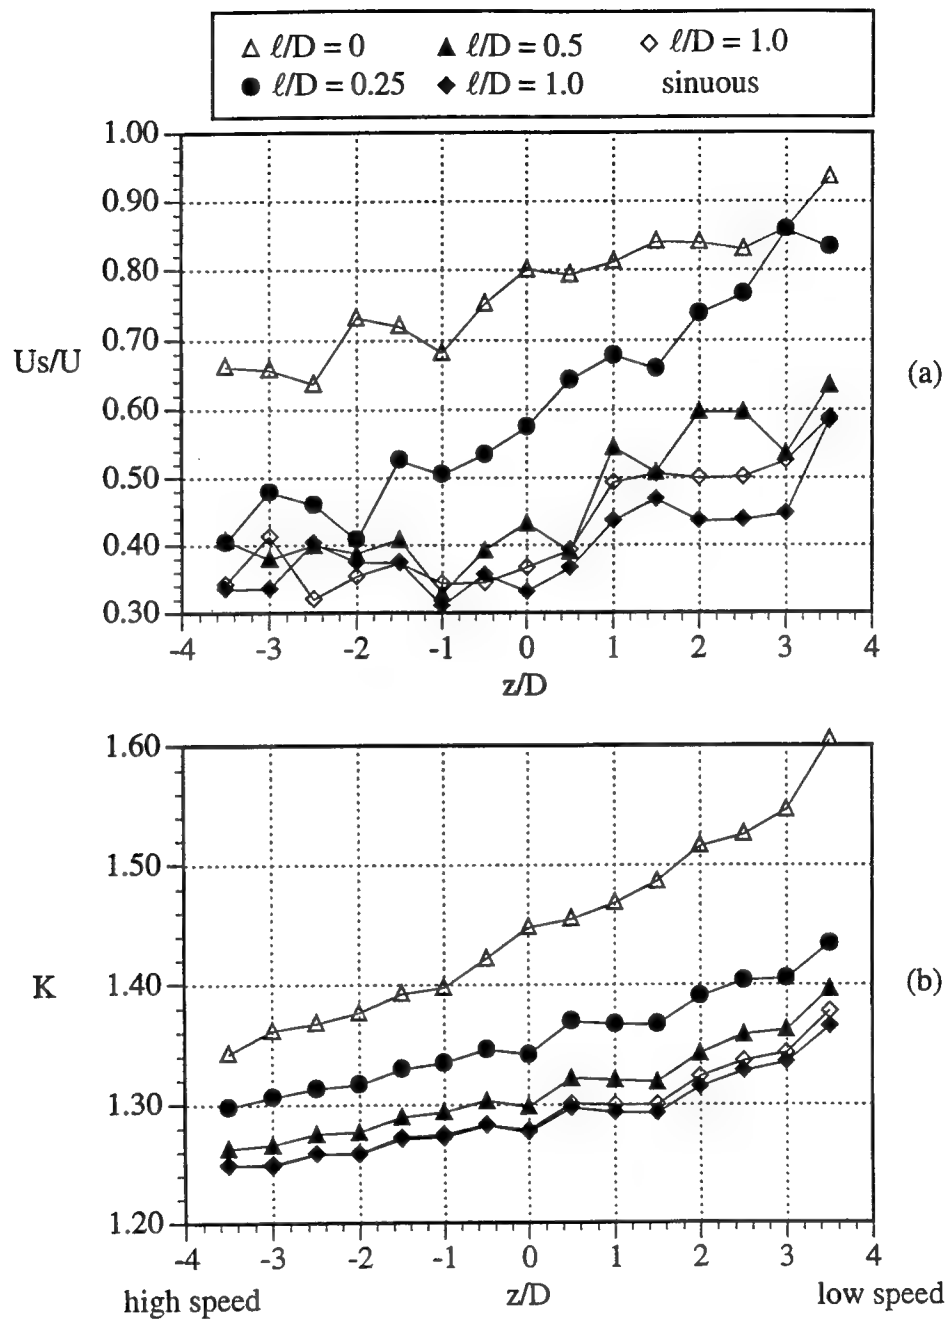 ℓ/D = 0 ℓ/D = 0.5 ℓ/D = 1.0
ℓ/D = 0.25 ℓ/D = 1.0 sinuous
1.00
0.90
0.80
0.70
Us/U
(a)
0.60
0.50
0.40
0.30
-4 -3 -2 -1 0 1 2 3 4
z/D
1.60
1.50
1.40
K
(b)
1.30
1.20
-4 -3 -2 -1 0 1 2 3 4
high speed z/D low speed